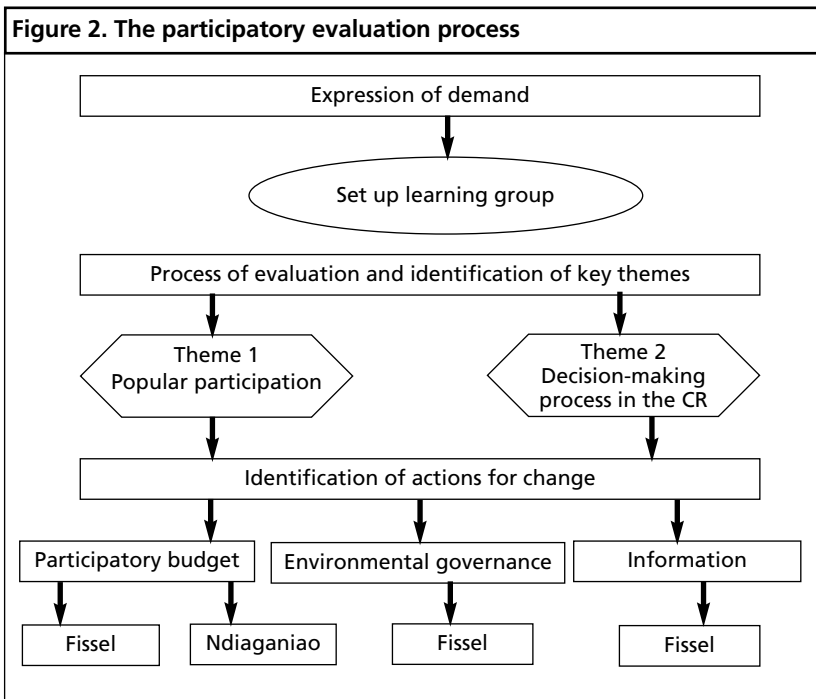 Figure 2. The participatory evaluation process
Expression of demand
Set up learning group
Process of evaluation and identification of key themes
Theme 1
Popular participation
Theme 2
Decision-making
process in the CR
Identification of actions for change
Participatory budget
Environmental governance
Information
Fissel
Ndiaganiao
Fissel
Fissel